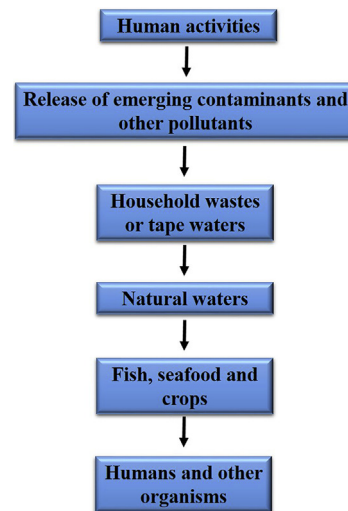 Human activities
Release of emerging contaminants and
other pollutants
Household wastes
or tape waters
Natural waters
Fish, seafood and
crops
Humans and other
organisms